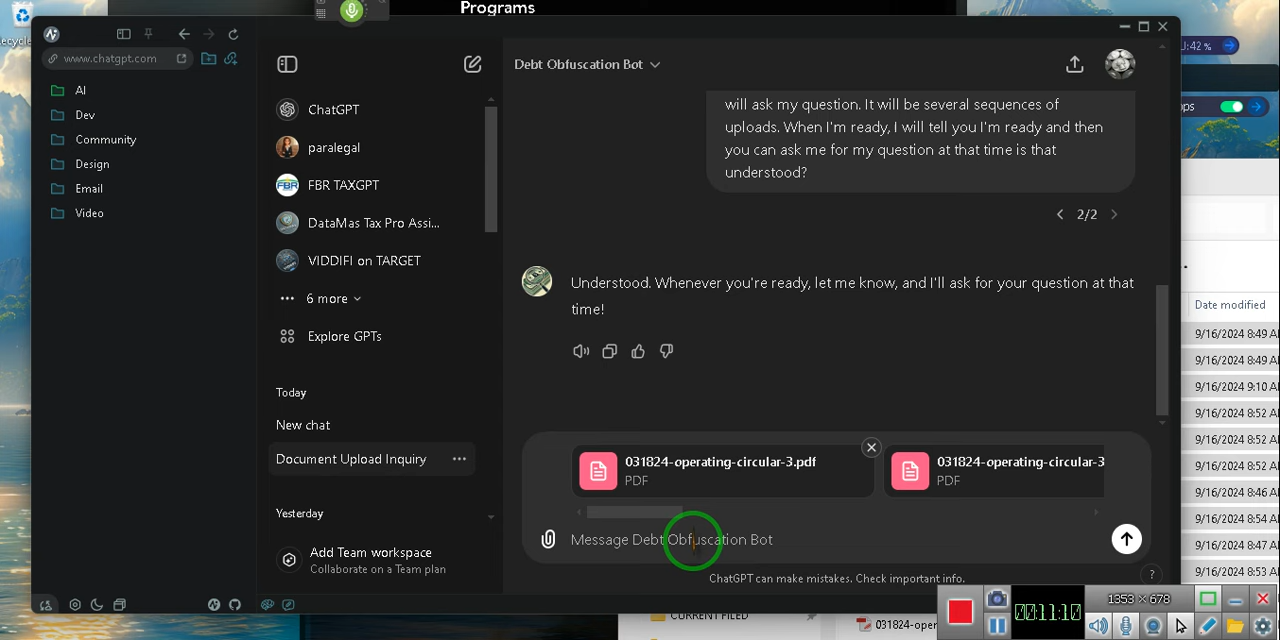 Programs
www.chatgpt.com
AI
Dev
Community
Design
Email
Video
ChatGPT
paralegal
FBR TAXGPT
DataMas Tax Pro Assi...
VIDDIFI on TARGET
6 more
Explore GPTs
Today
New chat
Document Upload Inquiry
Yesterday
Add Team workspace
Collaborate on a Team plan
Debt Obfuscation Bot
will ask my question. It will be several sequences of
uploads. When I'm ready, I will tell you I'm ready and then
you can ask me for my question at that time is that
understood?
2/2
Understood. Whenever you're ready, let me know, and I'll ask for your question at that
time!
031824-operating-circular-3.pdf
PDF
031824-operating-circular-3
PDF
Message Debt Obfuscation Bot
ChatGPT can make mistakes. Check important info.
?
42%
Date modified
9/16/2024 8:49 A
9/16/2024 8:49 A
9/16/2024 9:10 A
9/16/2024 8:52 A
9/16/2024 8:52 A
9/16/2024 8:52 A
9/16/2024 8:46 A
9/16/2024 8:54 A
9/16/2024 8:47 A
9/16/2024 8:53 A
CURRENT FILED
031824-oper
1353 × 678
00:11:10